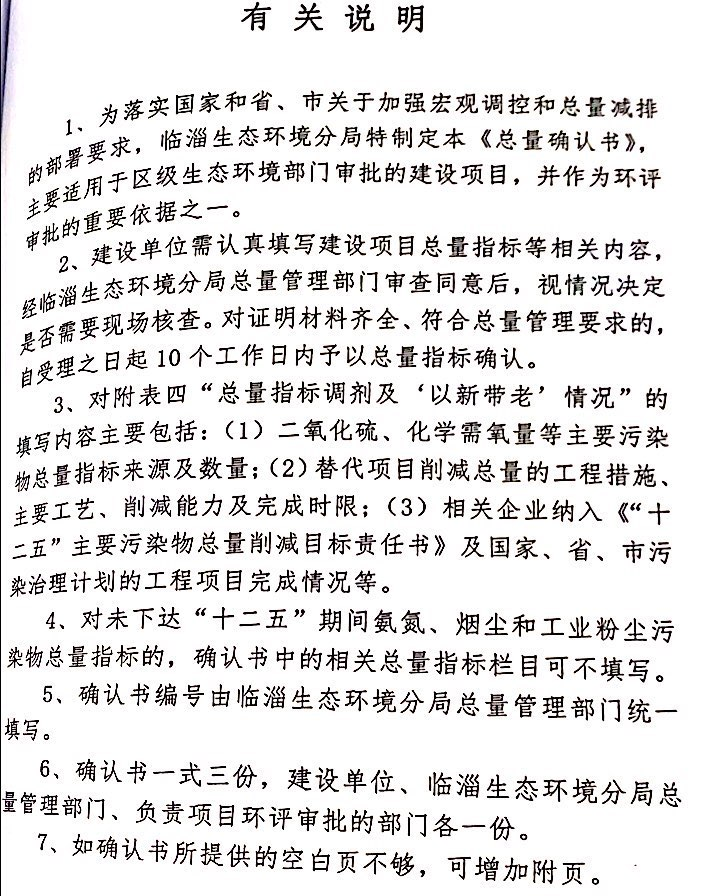 有关说明
1、为落实国家和省、市关于加强宏观调控和总量减排
的部署要求，临淄生态环境分局特制定本《总量确认书》，
主要适用于区级生态环境部门审批的建设项目，并作为环评
审批的重要依据之一。
2、建设单位需认真填写建设项目总量指标等相关内容，
经临淄生态环境分局总量管理部门审查同意后，视情况决定
是否需要现场核查。对证明材料齐全、符合总量管理要求的，
自受理之日起 10 个工作日内予以总量指标确认。
3、对附表四“总量指标调剂及‘以新带老’情况”的
填写内容主要包括：（1）二氧化硫、化学需氧量等主要污染
物总量指标来源及数量；（2）替代项目削减总量的工程措施、
主要工艺、削减能力及完成时限；（3）相关企业纳入《“十
二五”主要污染物总量削减目标责任书》及国家、省、市污
染治理计划的工程项目完成情况等。
4、对未下达“十二五”期间氨氮、烟尘和工业粉尘污
染物总量指标的，确认书中的相关总量指标栏目可不填写。
5、确认书编号由临淄生态环境分局总量管理部门统一
填写。
6、确认书一式三份，建设单位、临淄生态环境分局总
量管理部门、负责项目环评审批的部门各一份。
7、如确认书所提供的空白页不够，可增加附页。